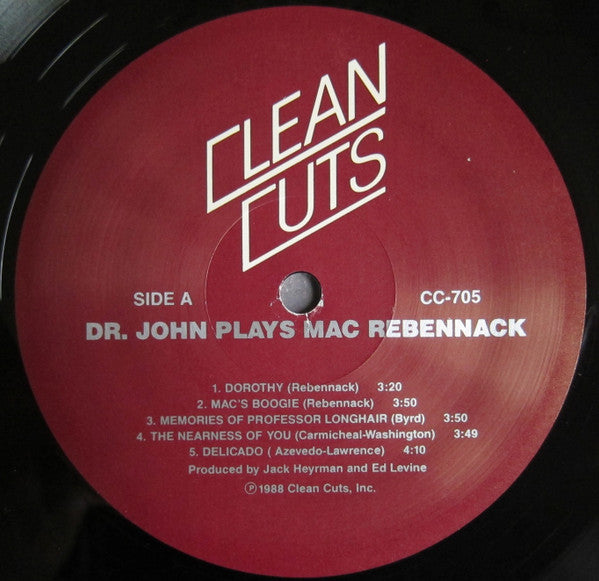 CLEAN
CUTS
SIDE A
CC-705
DR. JOHN PLAYS MAC REBENNACK
1. DOROTHY (Rebennack) 3:20
2. MAC'S BOOGIE (Rebennack) 3:50
3. MEMORIES OF PROFESSOR LONGHAIR (Byrd) 3:50
4. THE NEARNESS OF YOU (Carmicheal-Washington) 3:49
5. DELICADO ( Azevedo-Lawrence) 4:10
Produced by Jack Heyrman and Ed Levine
℗1988 Clean Cuts, Inc.